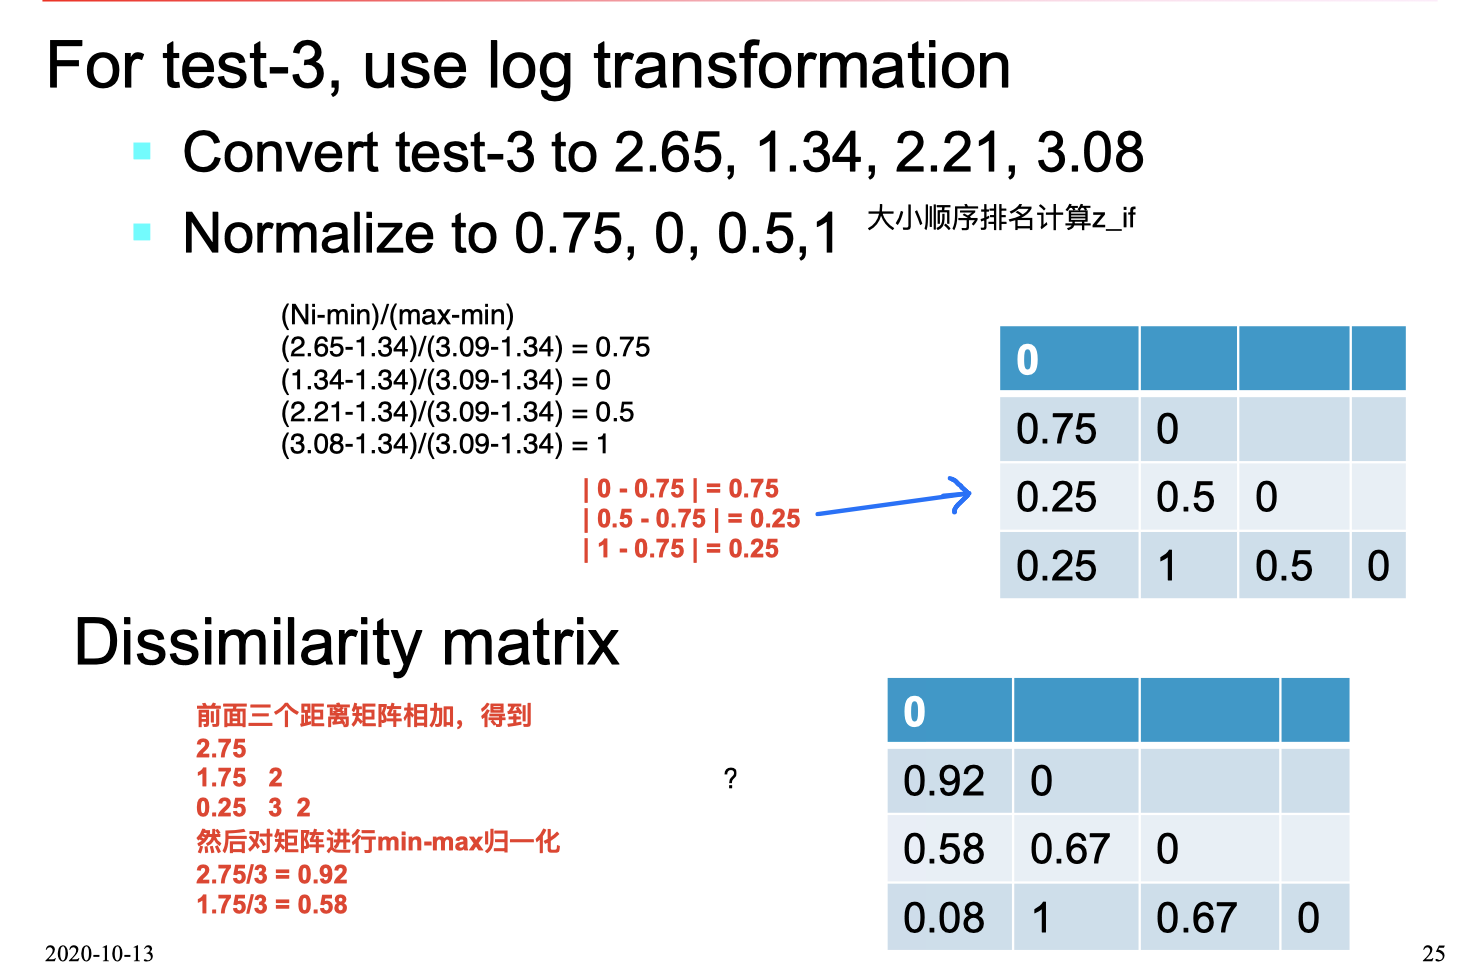 For test-3, use log transformation
Convert test-3 to 2.65, 1.34, 2.21, 3.08
Normalize to 0.75, 0, 0.5,1
大小顺序排名计算z_if
(Ni-min)/(max-min)
(2.65-1.34)/(3.09-1.34) = 0.75
(1.34-1.34)/(3.09-1.34) = 0
(2.21-1.34)/(3.09-1.34) = 0.5
(3.08-1.34)/(3.09-1.34) = 1
| 0 - 0.75 | = 0.75
| 0.5 - 0.75 | = 0.25
| 1 - 0.75 | = 0.25
0
0.75 0
0.25 0.5 0
0.25 1 0.5 0
Dissimilarity matrix
前面三个距离矩阵相加，得到
2.75
1.75 2
0.25 3 2
然后对矩阵进行min-max归一化
2.75/3 = 0.92
1.75/3 = 0.58
?
0
0.92 0
0.58 0.67 0
0.08 1 0.67 0
2020-10-13
25